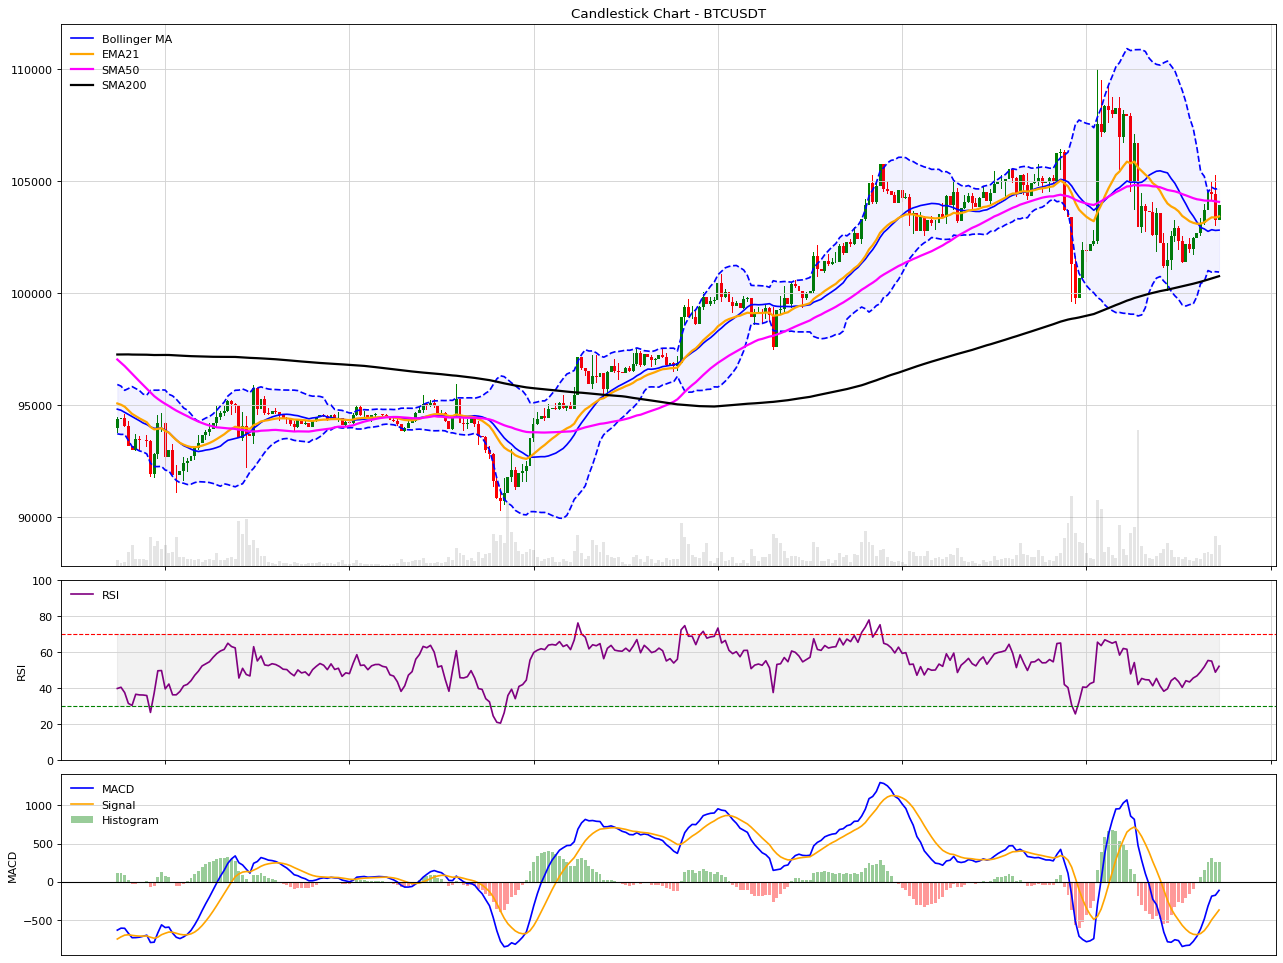 Candlestick Chart - BTCUSDT
Bollinger MA
EMA21
SMA50
SMA200
110000
105000
100000
95000
90000
RSI
100
80
60
40
20
0
RSI
MACD
Signal
Histogram
1000
500
0
−500
MACD